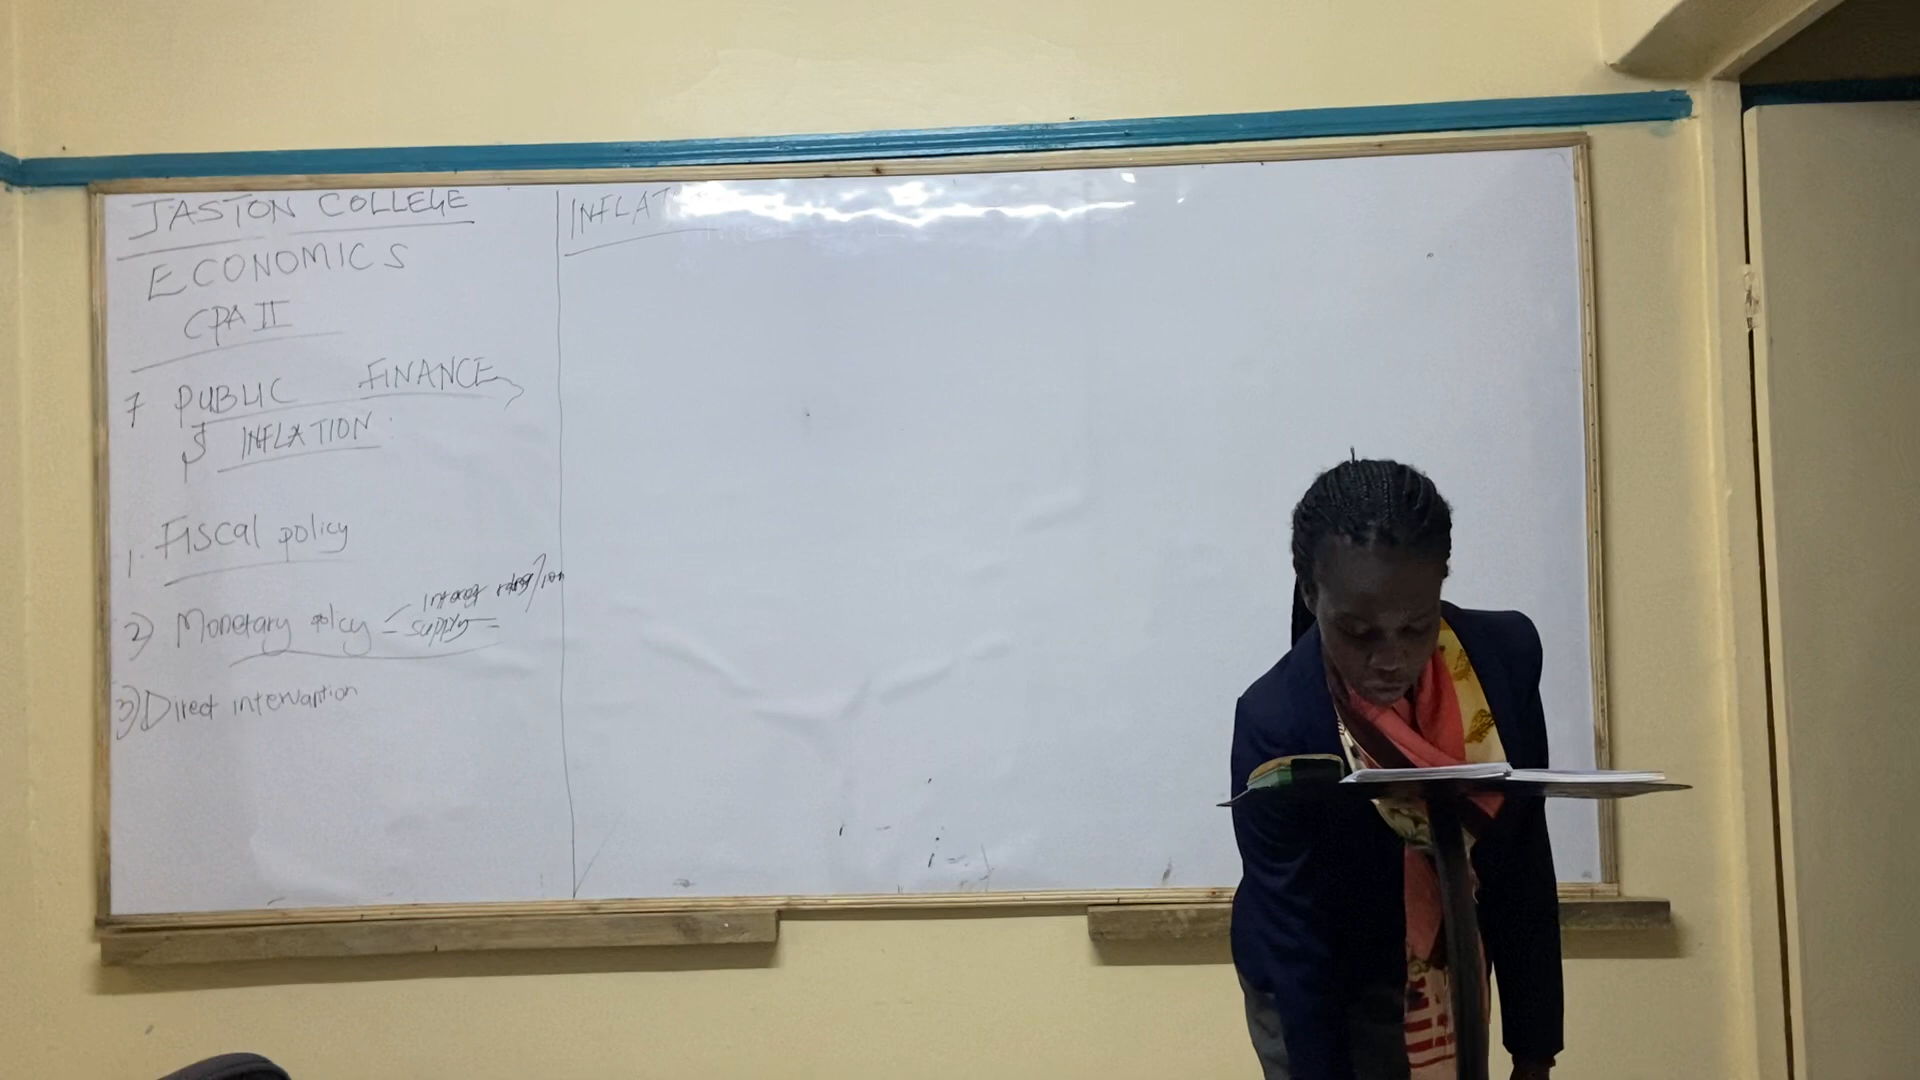 JASTON COLLEGE
ECONOMICS
CPA II
7 PUBLIC FINANCE
& INFLATION
1. Fiscal policy
2) Monetary policy
supply
3) Direct intervantion
INFLAT